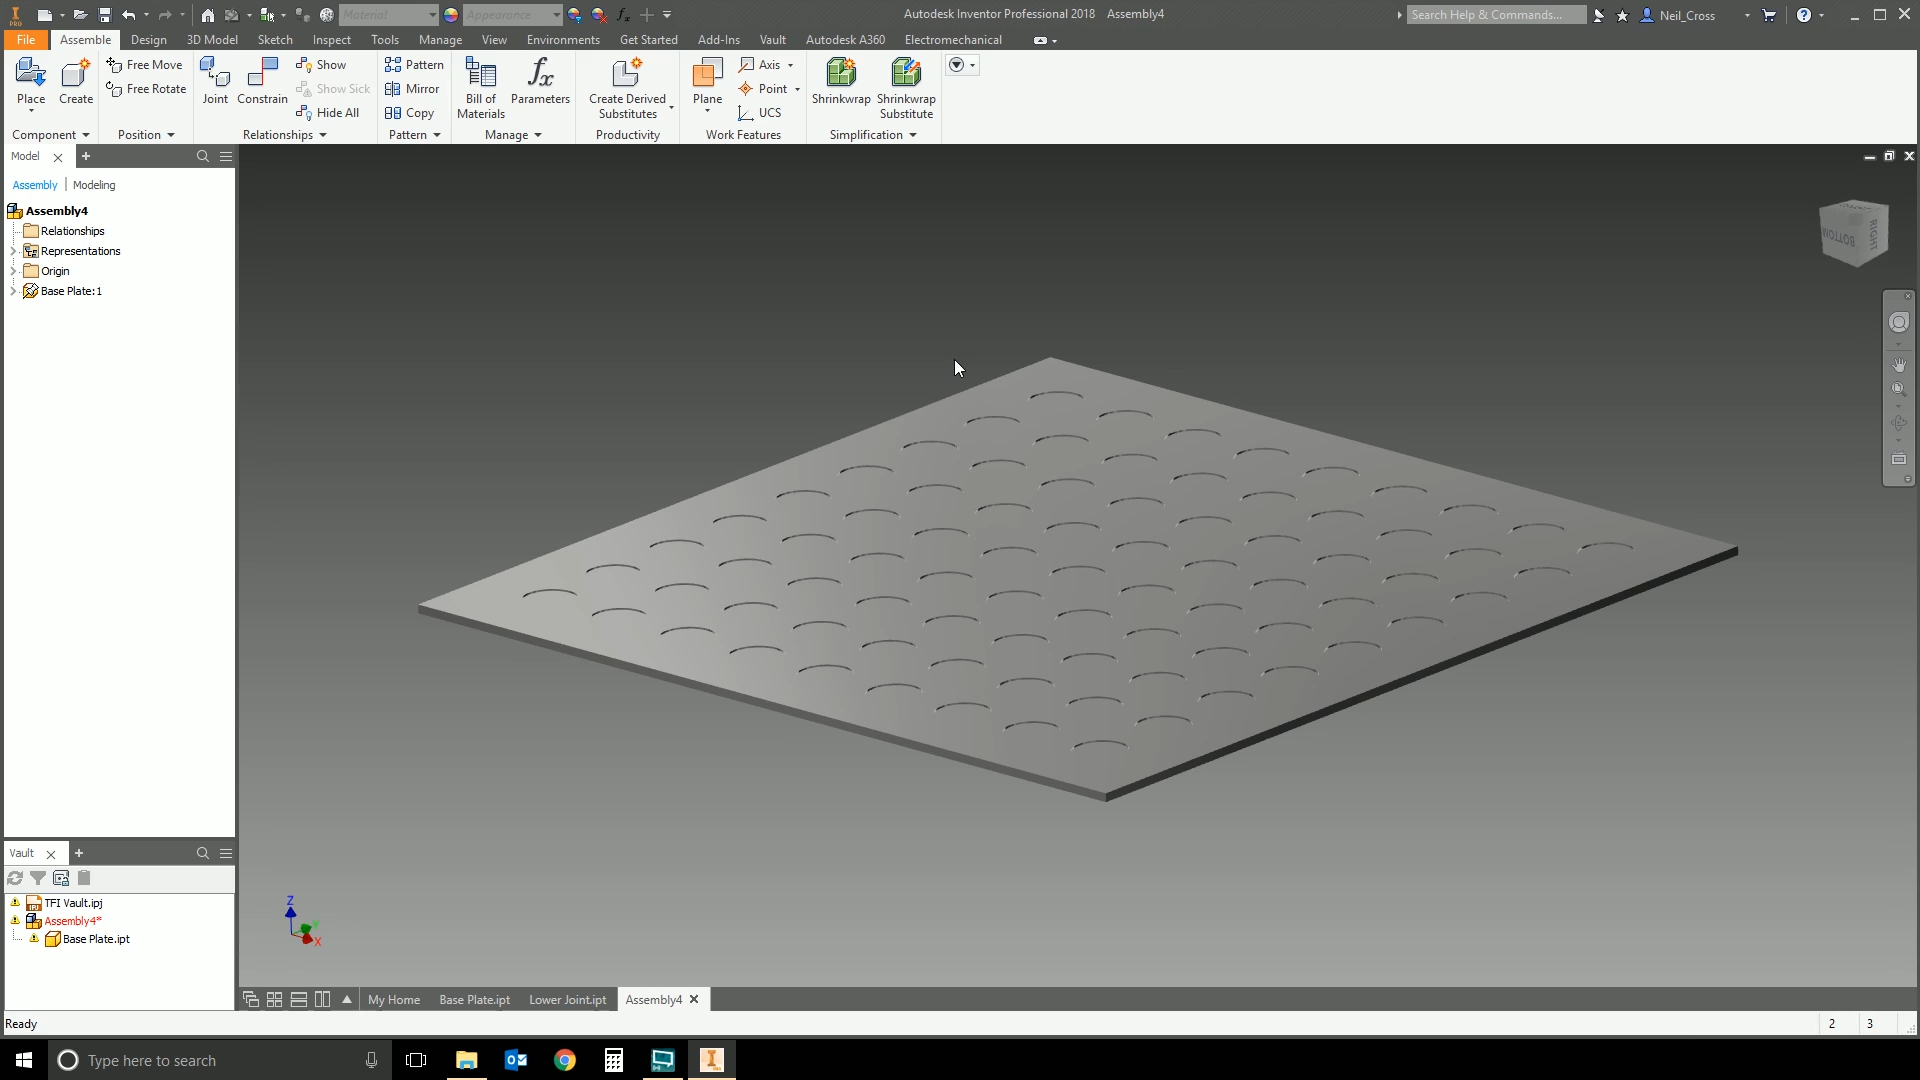 Material
Appearance
Autodesk Inventor Professional 2018 Assembly4
Search Help & Commands...
Neil_Cross
File Assemble Design 3D Model Sketch Inspect Tools Manage View Environments Get Started Add-Ins Vault Autodesk A360 Electromechanical
Place
Create
Free Move
Free Rotate
Joint
Constrain
Show
Show Sick
Hide All
Pattern
Mirror
Copy
Bill of
Materials
Parameters
Create Derived
Substitutes
Plane
Axis
Point
UCS
Shrinkwrap
Shrinkwrap
Substitute
Component Position Relationships Pattern Manage Productivity Work Features Simplification
Model
Assembly | Modeling
Assembly4
Relationships
Representations
Origin
Base Plate:1
BOTTOM
RIGHT
Vault
TFI Vault.ipj
Assembly4*
Base Plate.ipt
Z
Y
X
My Home Base Plate.ipt Lower Joint.ipt Assembly4
Ready
2 3
Type here to search